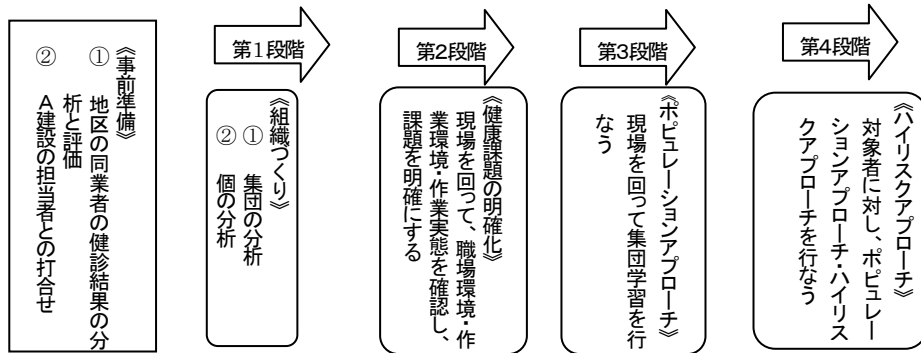 《事前準備》
① 地区の同業者の健診結果の分
析と評価
② A建設の担当者との打合せ
第1段階
《組織づくり》
① 集団の分析
② 個の分析
第2段階
《健康課題の明確化》
現場を回って、職場環境・作
業環境・作業実態を確認し、
課題を明確にする
第3段階
《ポピュレーションアプローチ》
現場を回って集団学習を行
なう
第4段階
《ハイリスクアプローチ》
対象者に対し、ポピュレー
ションアプローチ・ハイリス
クアプローチを行なう